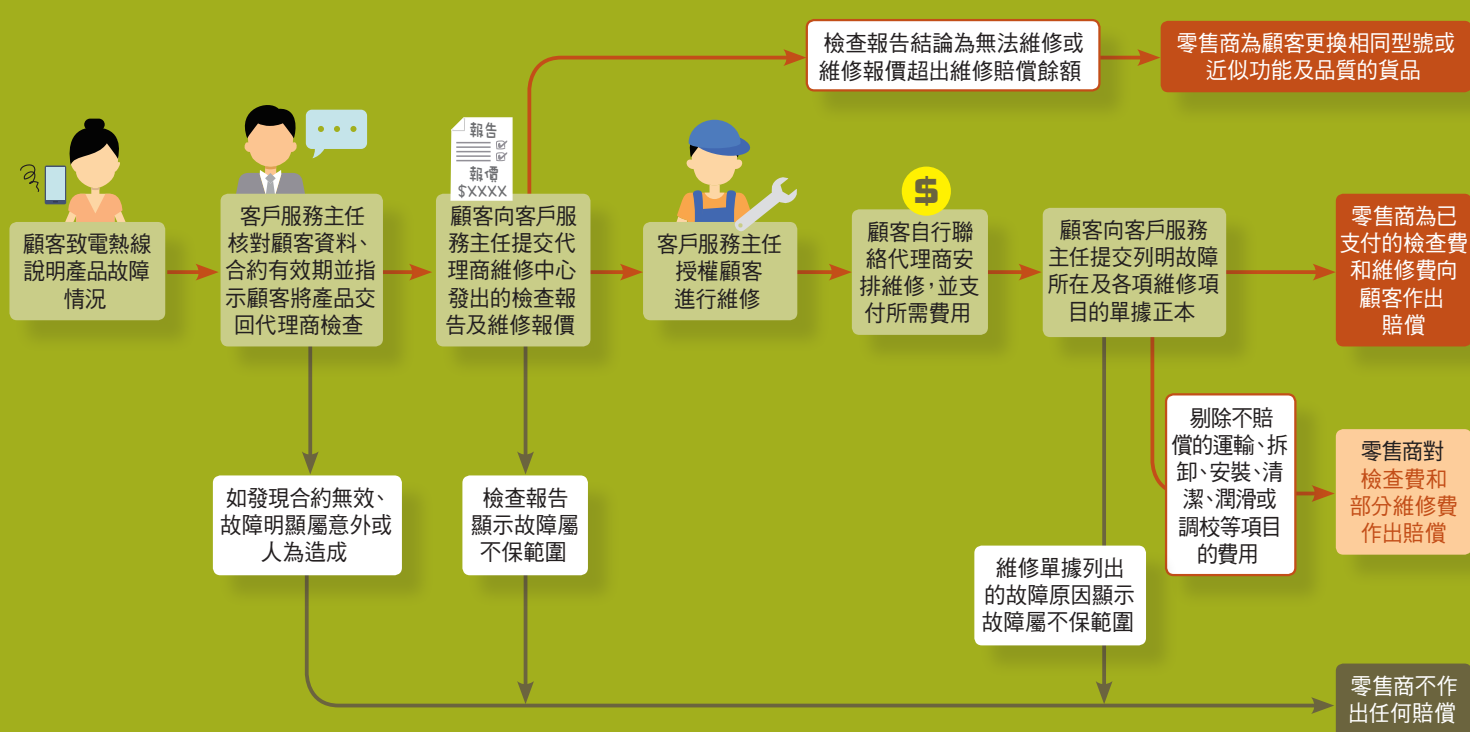 檢查報告結論為無法維修或
維修報價超出維修賠償餘額
零售商為顧客更換相同型號或
近似功能及品質的貨品
報告
報價
$XXXX
$
顧客致電熱線
說明產品故障
情況
客戶服務主任
核對顧客資料、
合約有效期並指
示顧客將產品交
回代理商檢查
顧客向客戶服
務主任提交代
理商維修中心
發出的檢查報
告及維修報價
客戶服務主任
授權顧客
進行維修
顧客自行聯
絡代理商安
排維修，並支
付所需費用
顧客向客戶服務
主任提交列明故障
所在及各項維修項
目的單據正本
零售商為已
支付的檢查費
和維修費向
顧客作出
賠償
如發現合約無效、
故障明顯屬意外或
人為造成
檢查報告
顯示故障屬
不保範圍
維修單據列出
的故障原因顯示
故障屬不保範圍
剔除不賠
償的運輸、拆
卸、安裝、清
潔、潤滑或
調校等項目
的費用
零售商對
檢查費和
部分維修費
作出賠償
零售商不作
出任何賠償